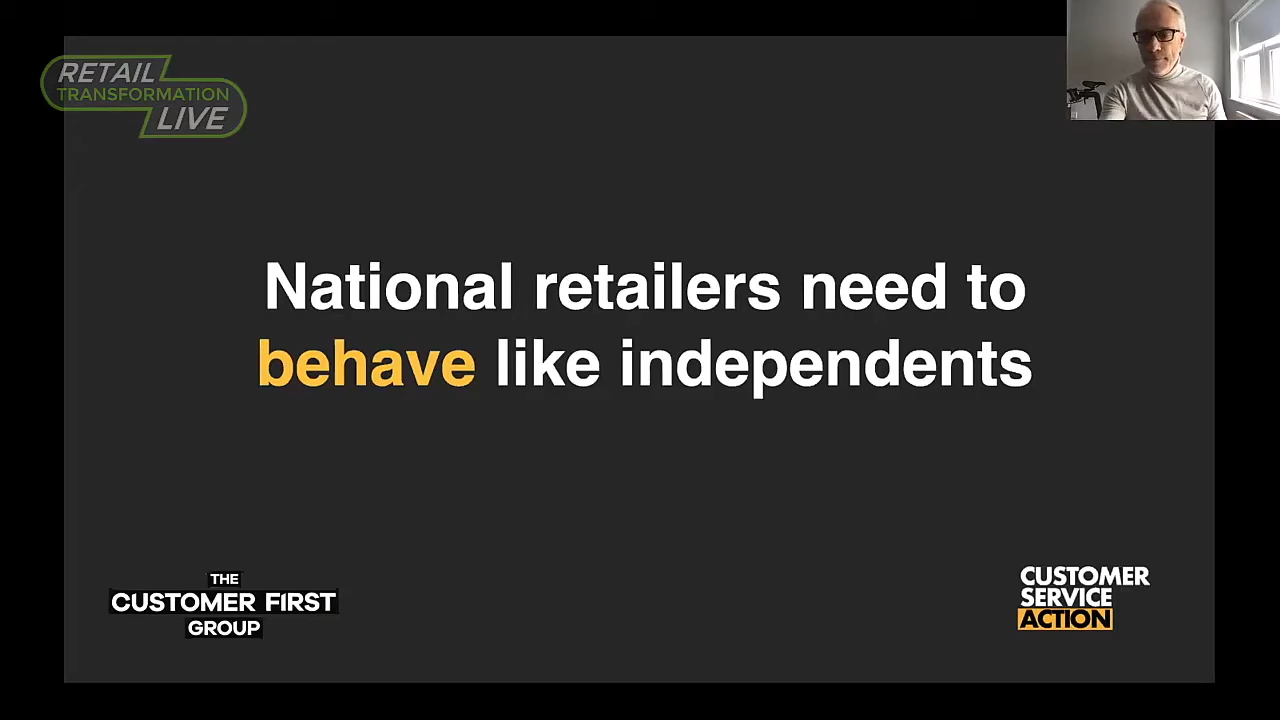 RETAIL
TRANSFORMATION
LIVE
National retailers need to
behave like independents
THE
CUSTOMER FIRST
GROUP
CUSTOMER
SERVICE
ACTION